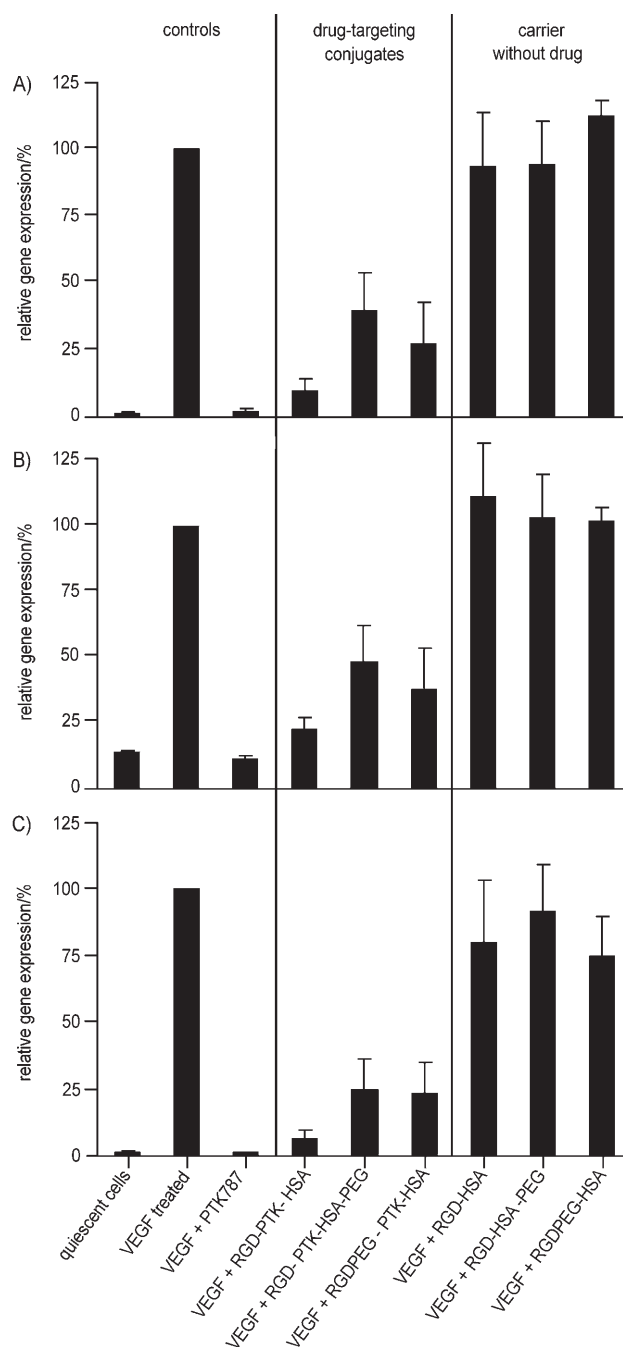 controls
drug-targeting
conjugates
carrier
without drug
A)
relative gene expression/%
125
100
75
50
25
0
B)
relative gene expression/%
125
100
75
50
25
0
C)
relative gene expression/%
125
100
75
50
25
0
quiescent cells
VEGF treated
VEGF + PTK787
VEGF + RGD-PTK- HSA
VEGF + RGD- PTK-HSA-PEG
VEGF + RGDPEG - PTK-HSA
VEGF + RGD-HSA
VEGF + RGD-HSA -PEG
VEGF + RGDPEG-HSA